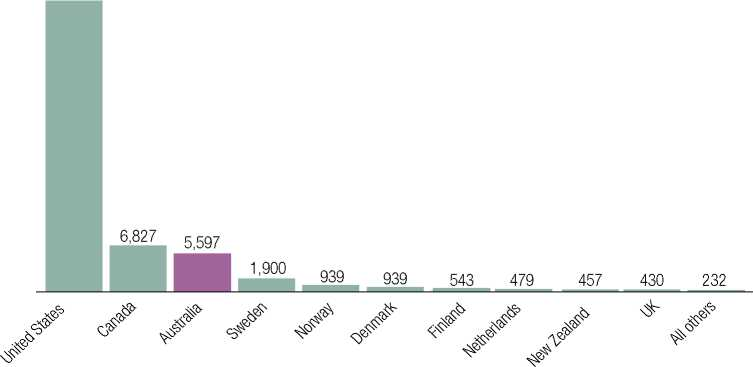 6,827
5,597
1,900
939
939
543
479
457
430
232
United States
Canada
Australia
Sweden
Norway
Denmark
Finland
Netherlands
New Zealand
UK
All others